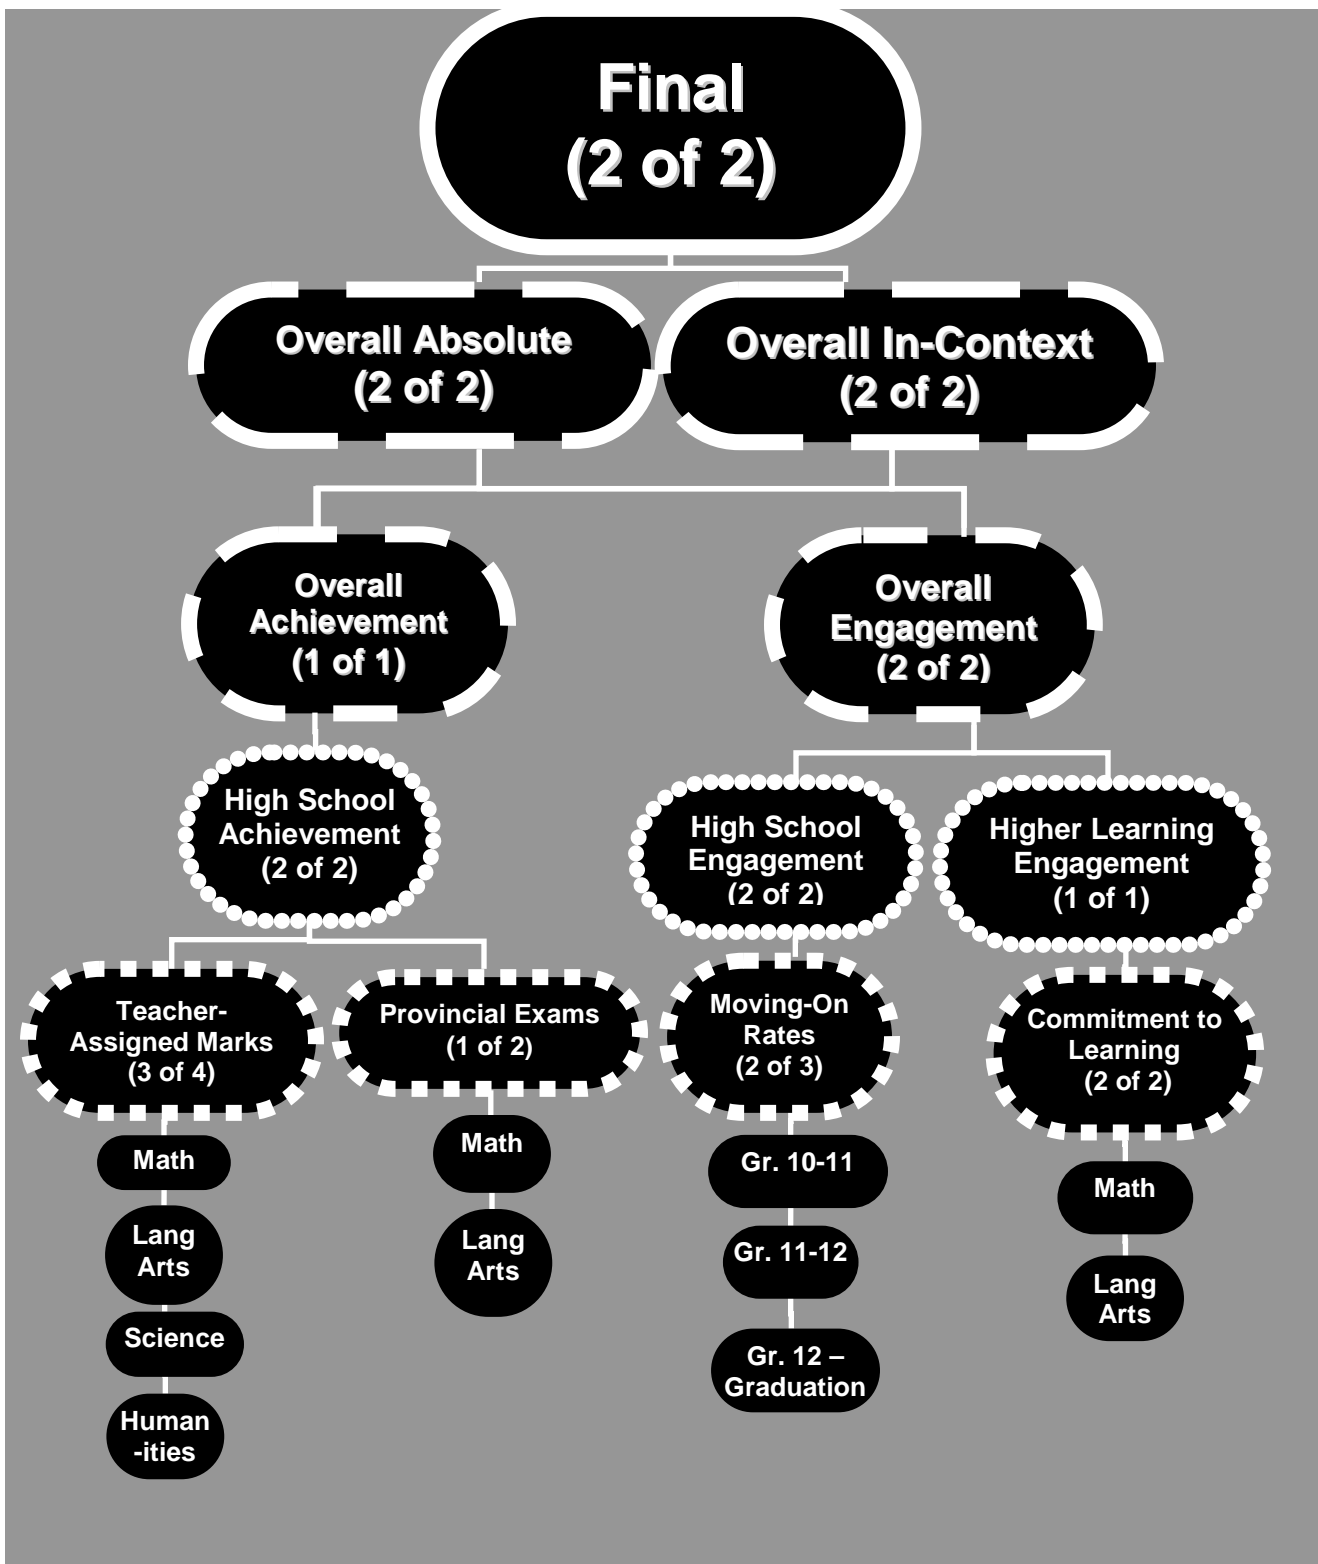 Final
(2 of 2)
Overall Absolute
(2 of 2)
Overall In-Context
(2 of 2)
Overall
Achievement
(1 of 1)
Overall
Engagement
(2 of 2)
High School
Achievement
(2 of 2)
High School
Engagement
(2 of 2)
Higher Learning
Engagement
(1 of 1)
Teacher-
Assigned Marks
(3 of 4)
Provincial Exams
(1 of 2)
Moving-On
Rates
(2 of 3)
Commitment to
Learning
(2 of 2)
Math
Lang
Arts
Science
Human
-ities
Math
Lang
Arts
Gr. 10-11
Gr. 11-12
Gr. 12 –
Graduation
Math
Lang
Arts